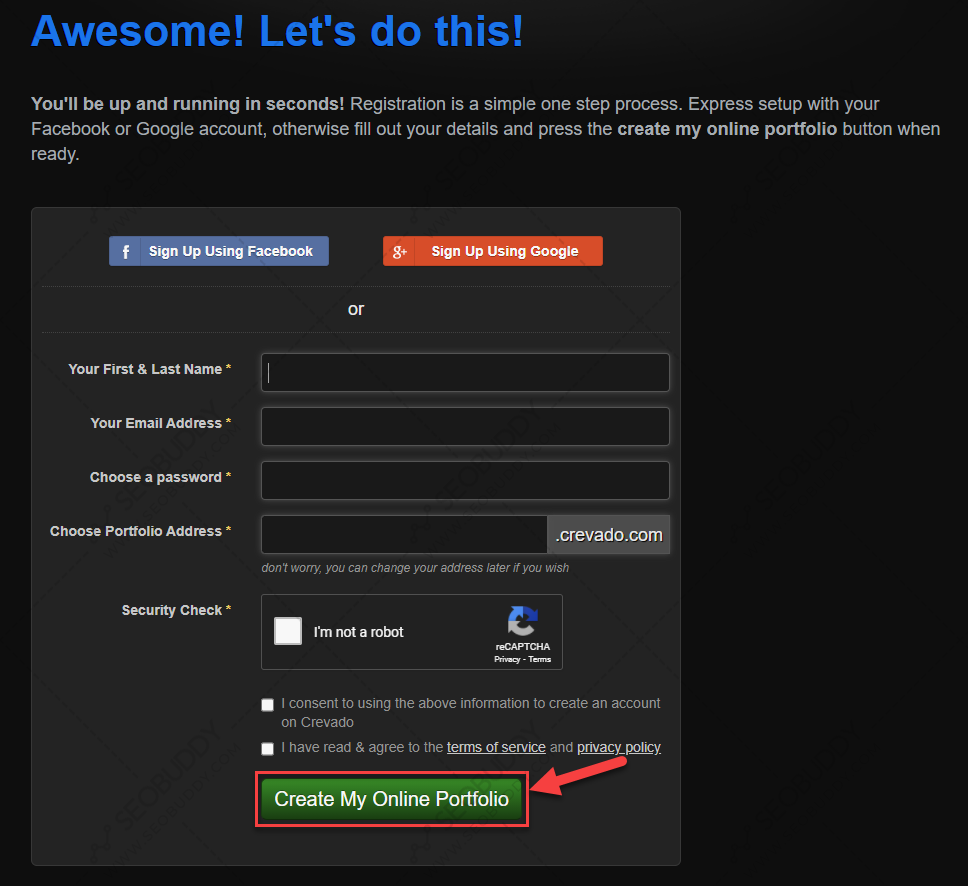 Awesome! Let's do this!
You'll be up and running in seconds! Registration is a simple one step process. Express setup with your
Facebook or Google account, otherwise fill out your details and press the create my online portfolio button when
ready.
f Sign Up Using Facebook
g+ Sign Up Using Google
or
Your First & Last Name *
Your Email Address *
Choose a password *
Choose Portfolio Address *
.crevado.com
don't worry, you can change your address later if you wish
Security Check *
I'm not a robot
reCAPTCHA
Privacy - Terms
I consent to using the above information to create an account
on Crevado
I have read & agree to the terms of service and privacy policy
Create My Online Portfolio
SEOBUDDY
SEOBUDDY
SEOBUDDY